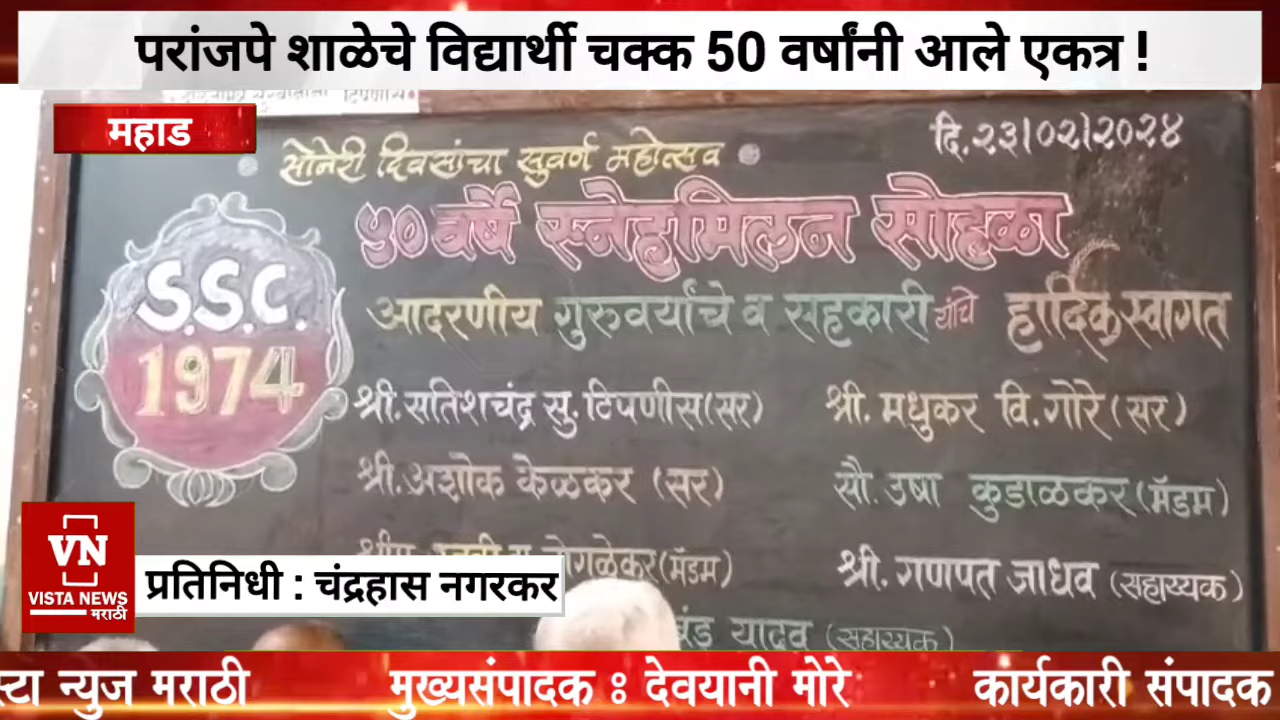 परांजपे शाळेचे विद्यार्थी चक्क 50 वर्षांनी आले एकत्र !
महाड
दि.२३|०२|२०२४
सोनेरी दिवसांचा सुवर्ण महोत्सव
५० वर्षे स्नेहमिलन सोहळा
S.S.C.
1974
आदरणीय गुरुवर्यांचे व सहकारी यांचे हार्दिक स्वागत
श्री. सतिशचंद्र सु. टिपणीस (सर) श्री. मधुकर वि. गोरे (सर)
श्री. अशोक केळकर (सर) सौ. उषा कुडाळकर (मॅडम)
(मॅडम) श्री. गणपत जाधव (सहाय्यक)
यादव (सहाय्यक)
VN
VISTA NEWS
मराठी
प्रतिनिधी : चंद्रहास नगरकर
स्टा न्युज मराठी मुख्यसंपादक : देवयानी मोरे कार्यकारी संपादक